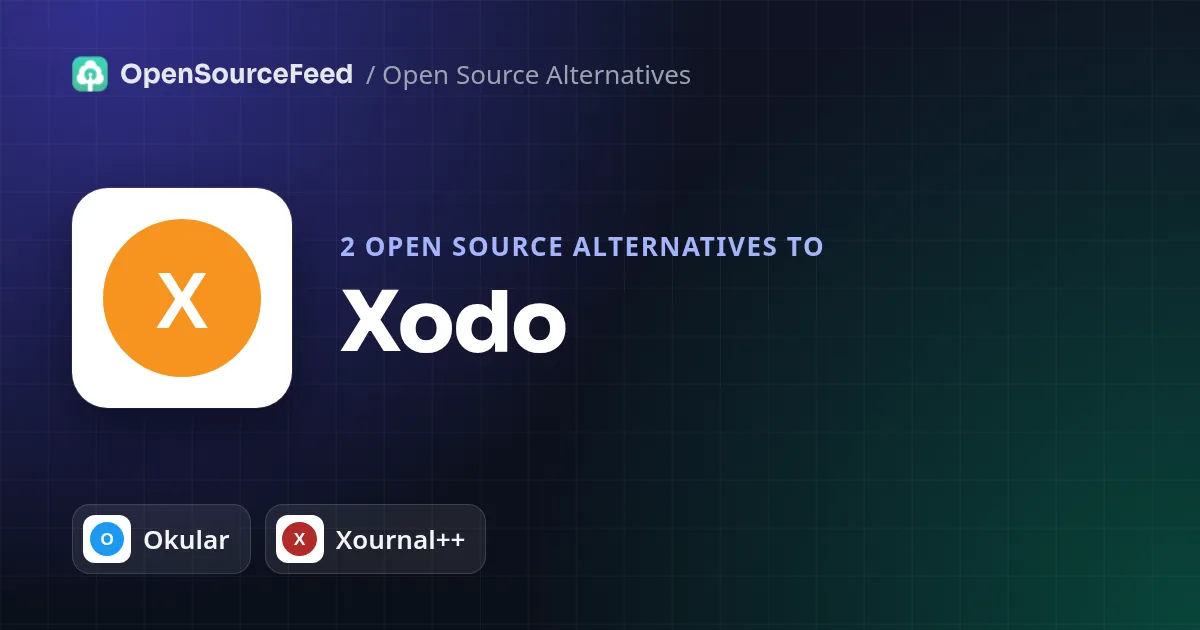 OpenSourceFeed / Open Source Alternatives
X
2 OPEN SOURCE ALTERNATIVES TO
Xodo
O Okular
X Xournal++